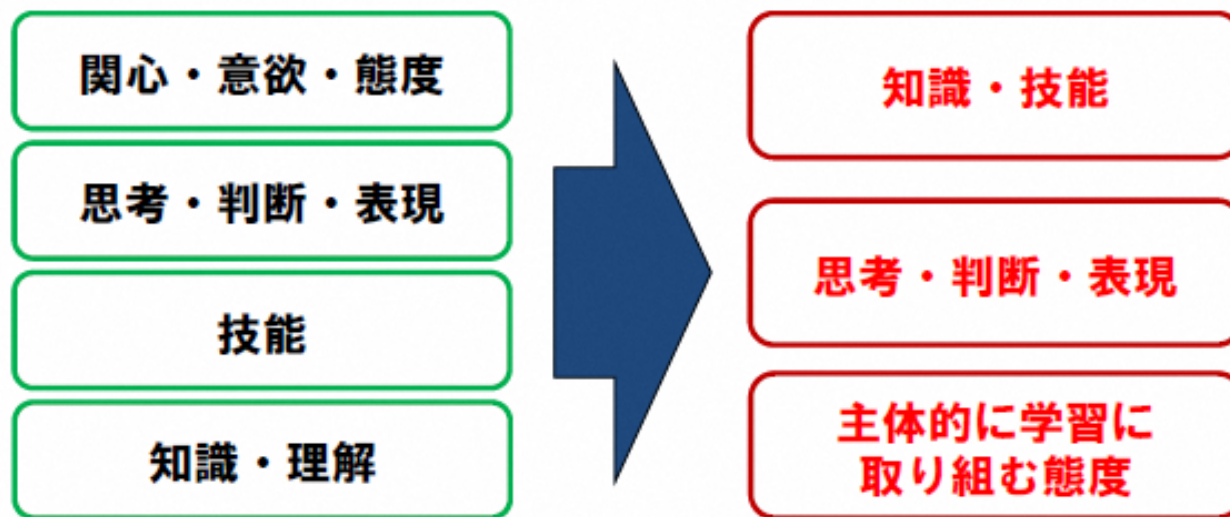 関心・意欲・態度
思考・判断・表現
技能
知識・理解
知識・技能
思考・判断・表現
主体的に学習に
取り組む態度